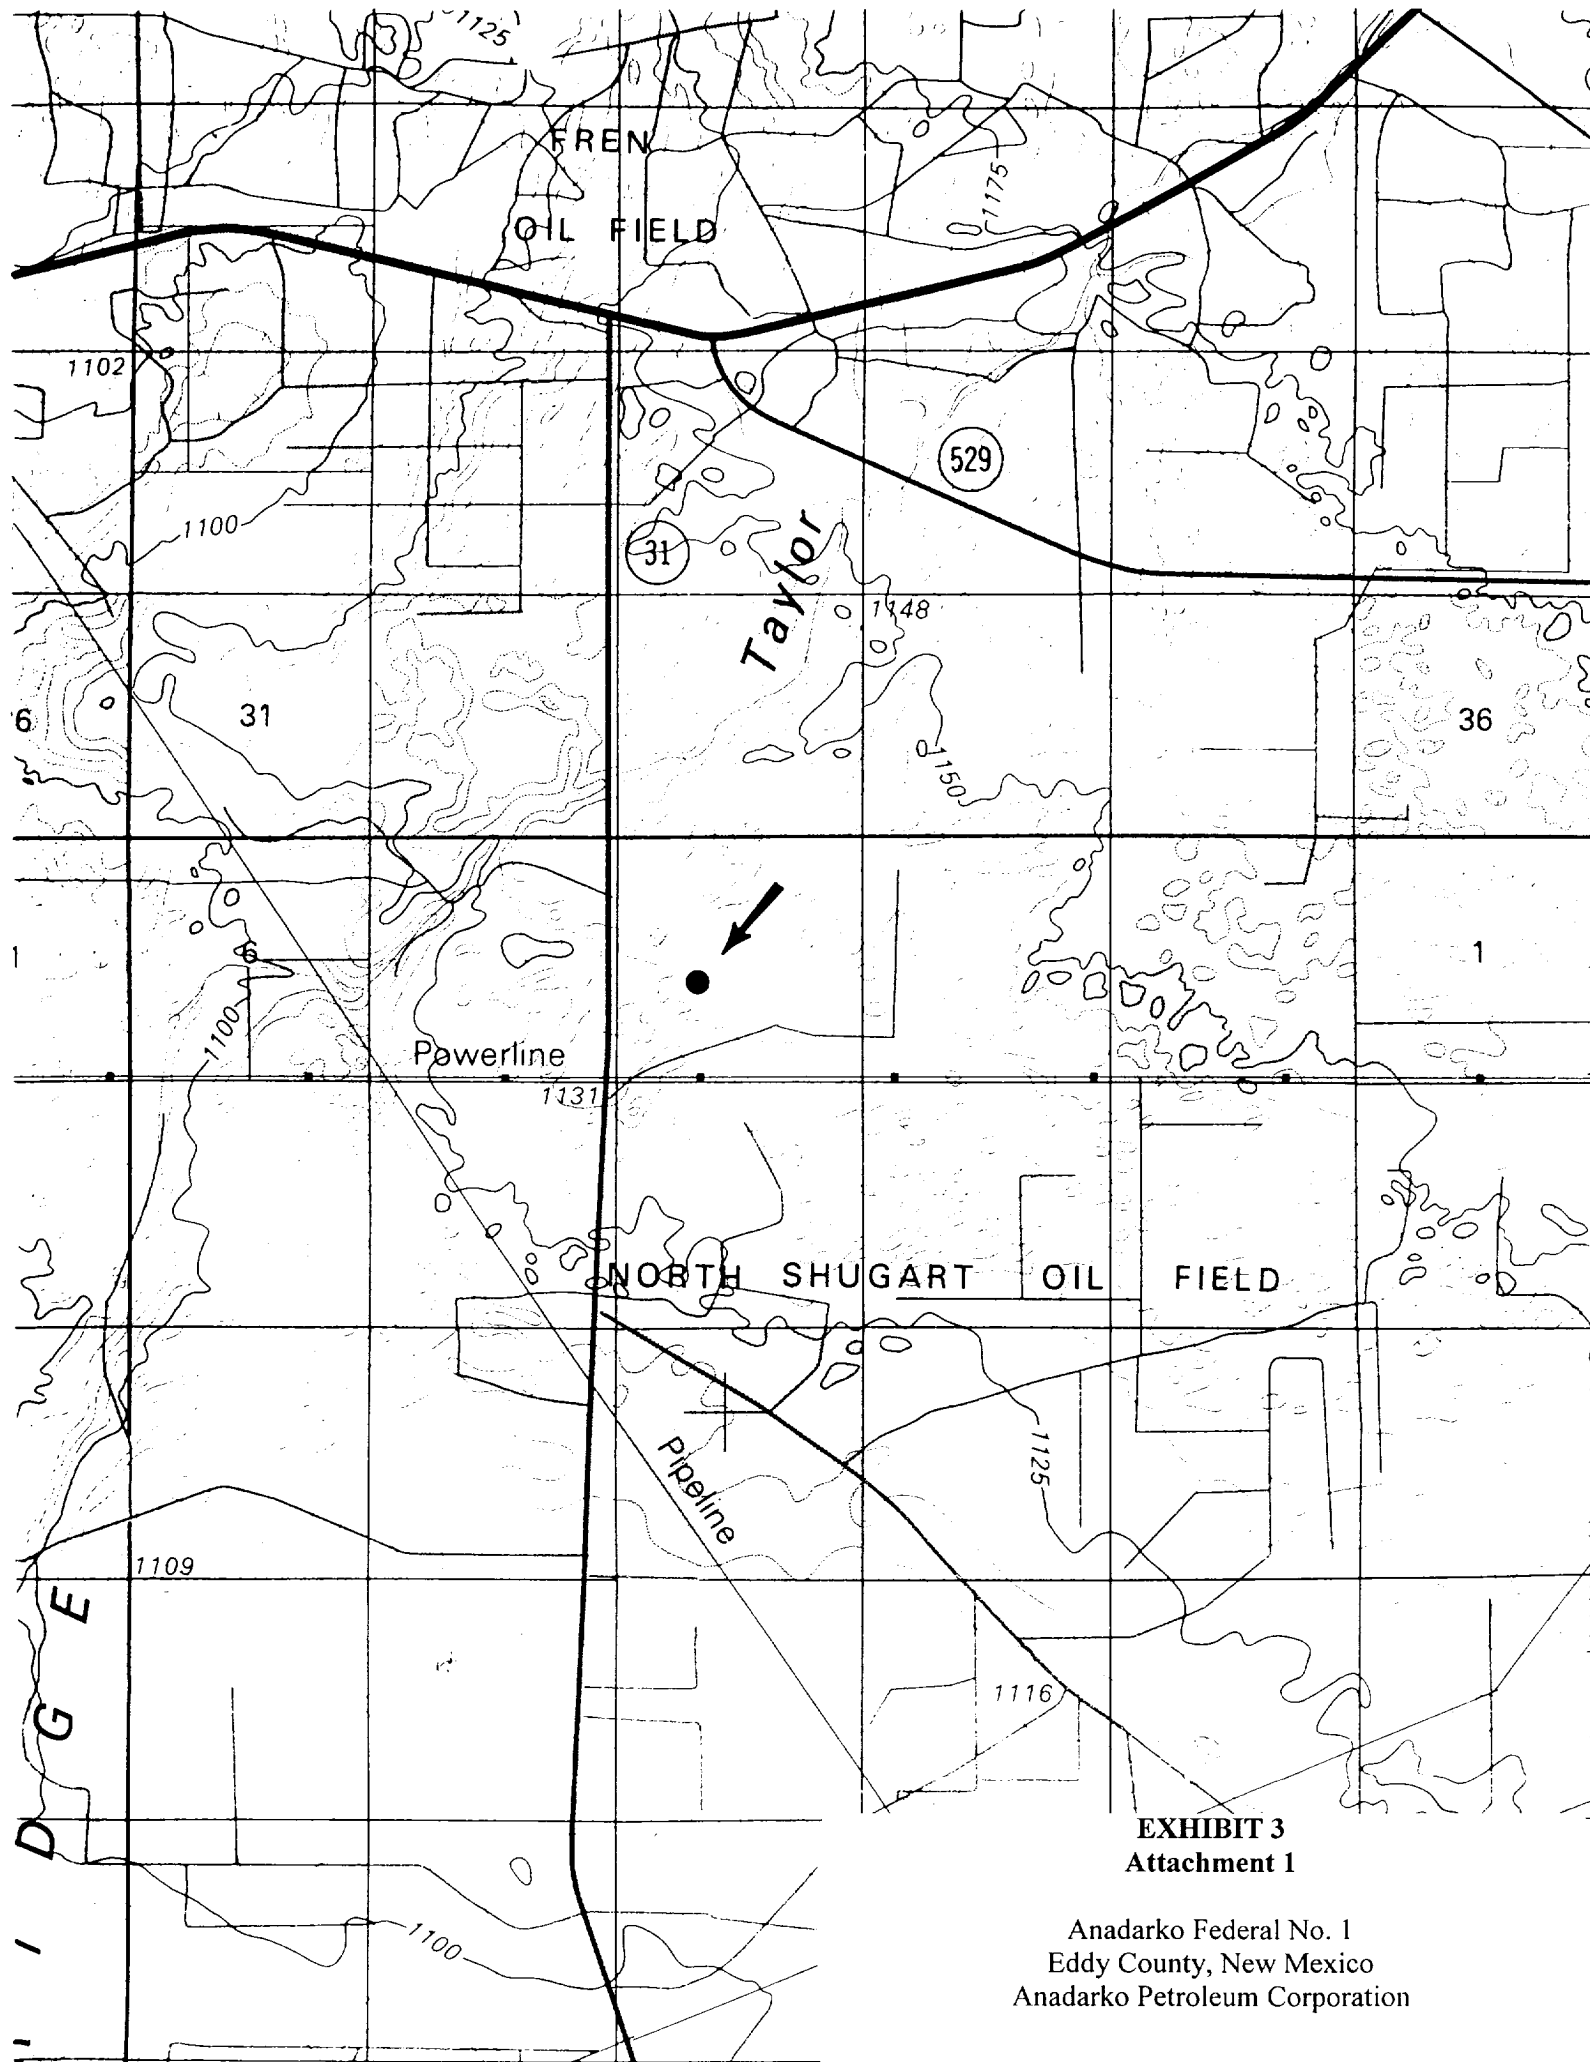 1125
FREN
OIL FIELD
1175
1102
529
1100
31
Taylor
1148
6
31
36
1150
1
6
1
1100
Powerline
1131
NORTH SHUGART OIL FIELD
1125
Pipeline
1109
1116
I D G E
1100
EXHIBIT 3
Attachment 1
Anadarko Federal No. 1
Eddy County, New Mexico
Anadarko Petroleum Corporation